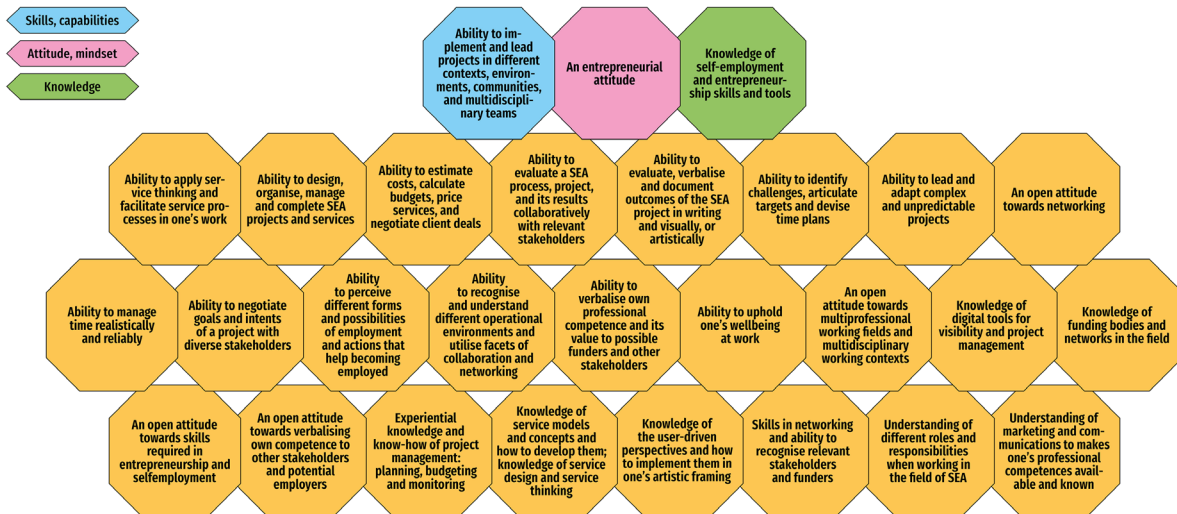 Skills, capabilities
Attitude, mindset
Knowledge
Ability to im-
plement and lead
projects in different
contexts, environ-
ments, communities,
and multidiscipli-
nary teams
An entrepreneurial
attitude
Knowledge of
self-employment
and entrepreneur-
ship skills and tools
Ability to apply ser-
vice thinking and
facilitate service pro-
cesses in one's work
Ability to design,
organise, manage
and complete SEA
projects and services
Ability to estimate
costs, calculate
budgets, price
services, and
negotiate client deals
Ability to
evaluate a SEA
process, project,
and its results
collaboratively
with relevant
stakeholders
Ability to
evaluate, verbalise
and document
outcomes of the SEA
project in writing
and visually, or
artistically
Ability to identify
challenges, articulate
targets and devise
time plans
Ability to lead and
adapt complex
and unpredictable
projects
An open attitude
towards networking
Ability to manage
time realistically
and reliably
Ability to negotiate
goals and intents
of a project with
diverse stakeholders
Ability
to perceive
different forms
and possibilities
of employment
and actions that
help becoming
employed
Ability
to recognise
and understand
different operational
environments and
utilise facets of
collaboration and
networking
Ability to
verbalise own
professional
competence and its
value to possible
funders and other
stakeholders
Ability to uphold
one's wellbeing
at work
An open
attitude towards
multiprofessional
working fields and
multidisciplinary
working contexts
Knowledge of
digital tools for
visibility and project
management
Knowledge of
funding bodies and
networks in the field
An open attitude
towards skills
required in
entrepreneurship and
selfemployment
An open attitude
towards verbalising
own competence to
other stakeholders
and potential
employers
Experiential
knowledge and
know-how of project
management:
planning, budgeting
and monitoring
Knowledge of
service models
and concepts and
how to develop them;
knowledge of service
design and service
thinking
Knowledge of
the user-driven
perspectives and how
to implement them in
one's artistic framing
Skills in networking
and ability to
recognise relevant
stakeholders
and funders
Understanding of
different roles and
responsibilities
when working in
the field of SEA
Understanding of
marketing and com-
munications to makes
one's professional
competences avail-
able and known